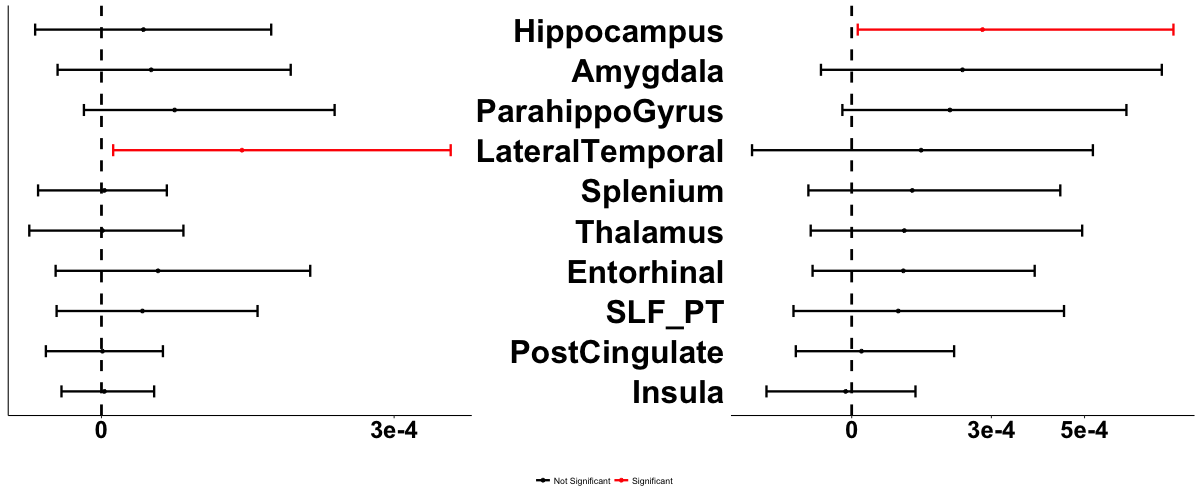 Hippocampus
Amygdala
ParahippoGyrus
LateralTemporal
Splenium
Thalamus
Entorhinal
SLF_PT
PostCingulate
Insula
0 3e-4 0 3e-4 5e-4
Not Significant Significant